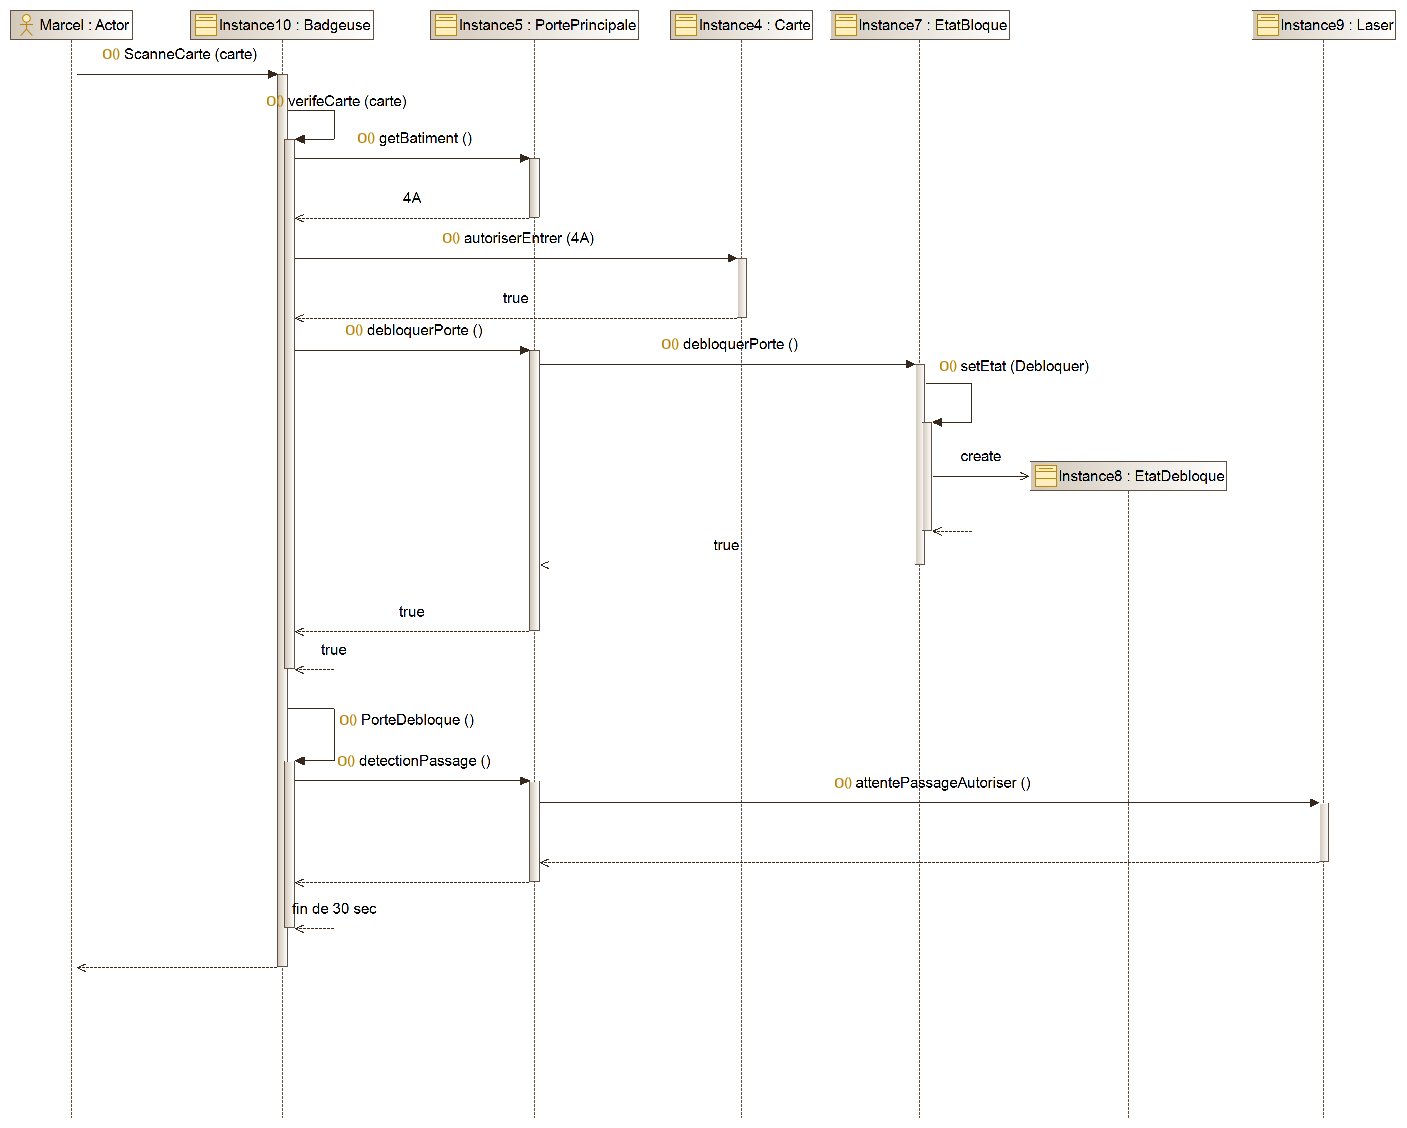 Marcel : Actor
Instance10 : Badgeuse
Instance5 : PortePrincipale
Instance4 : Carte
Instance7 : EtatBloque
Instance9 : Laser
O() ScanneCarte (carte)
O() verifeCarte (carte)
O() getBatiment ()
4A
O() autoriserEntrer (4A)
true
O() debloquerPorte ()
O() debloquerPorte ()
O() setEtat (Debloquer)
create
Instance8 : EtatDebloque
true
true
true
O() PorteDebloque ()
O() detectionPassage ()
O() attentePassageAutoriser ()
fin de 30 sec